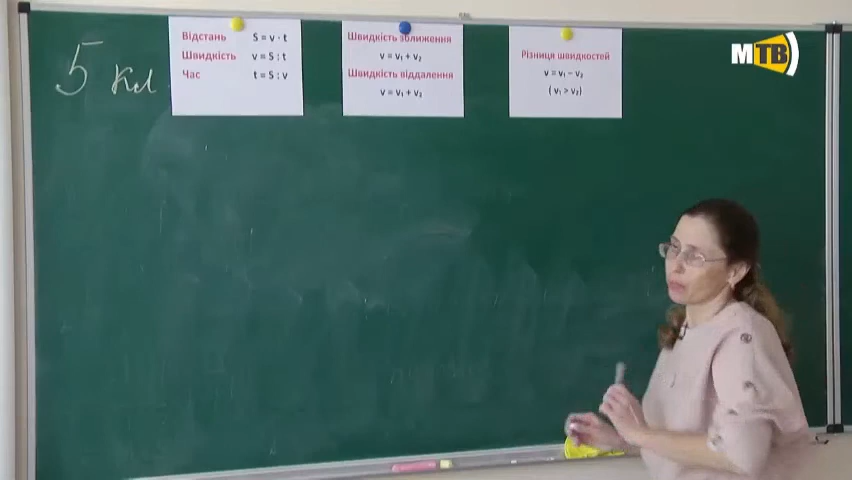 5 кл
Відстань S = v · t
Швидкість v = S : t
Час t = S : v
Швидкість зближення
v = v₁ + v₂
Швидкість віддалення
v = v₁ + v₂
Різниця швидкостей
v = v₁ – v₂
( v₁ > v₂)
МТВ